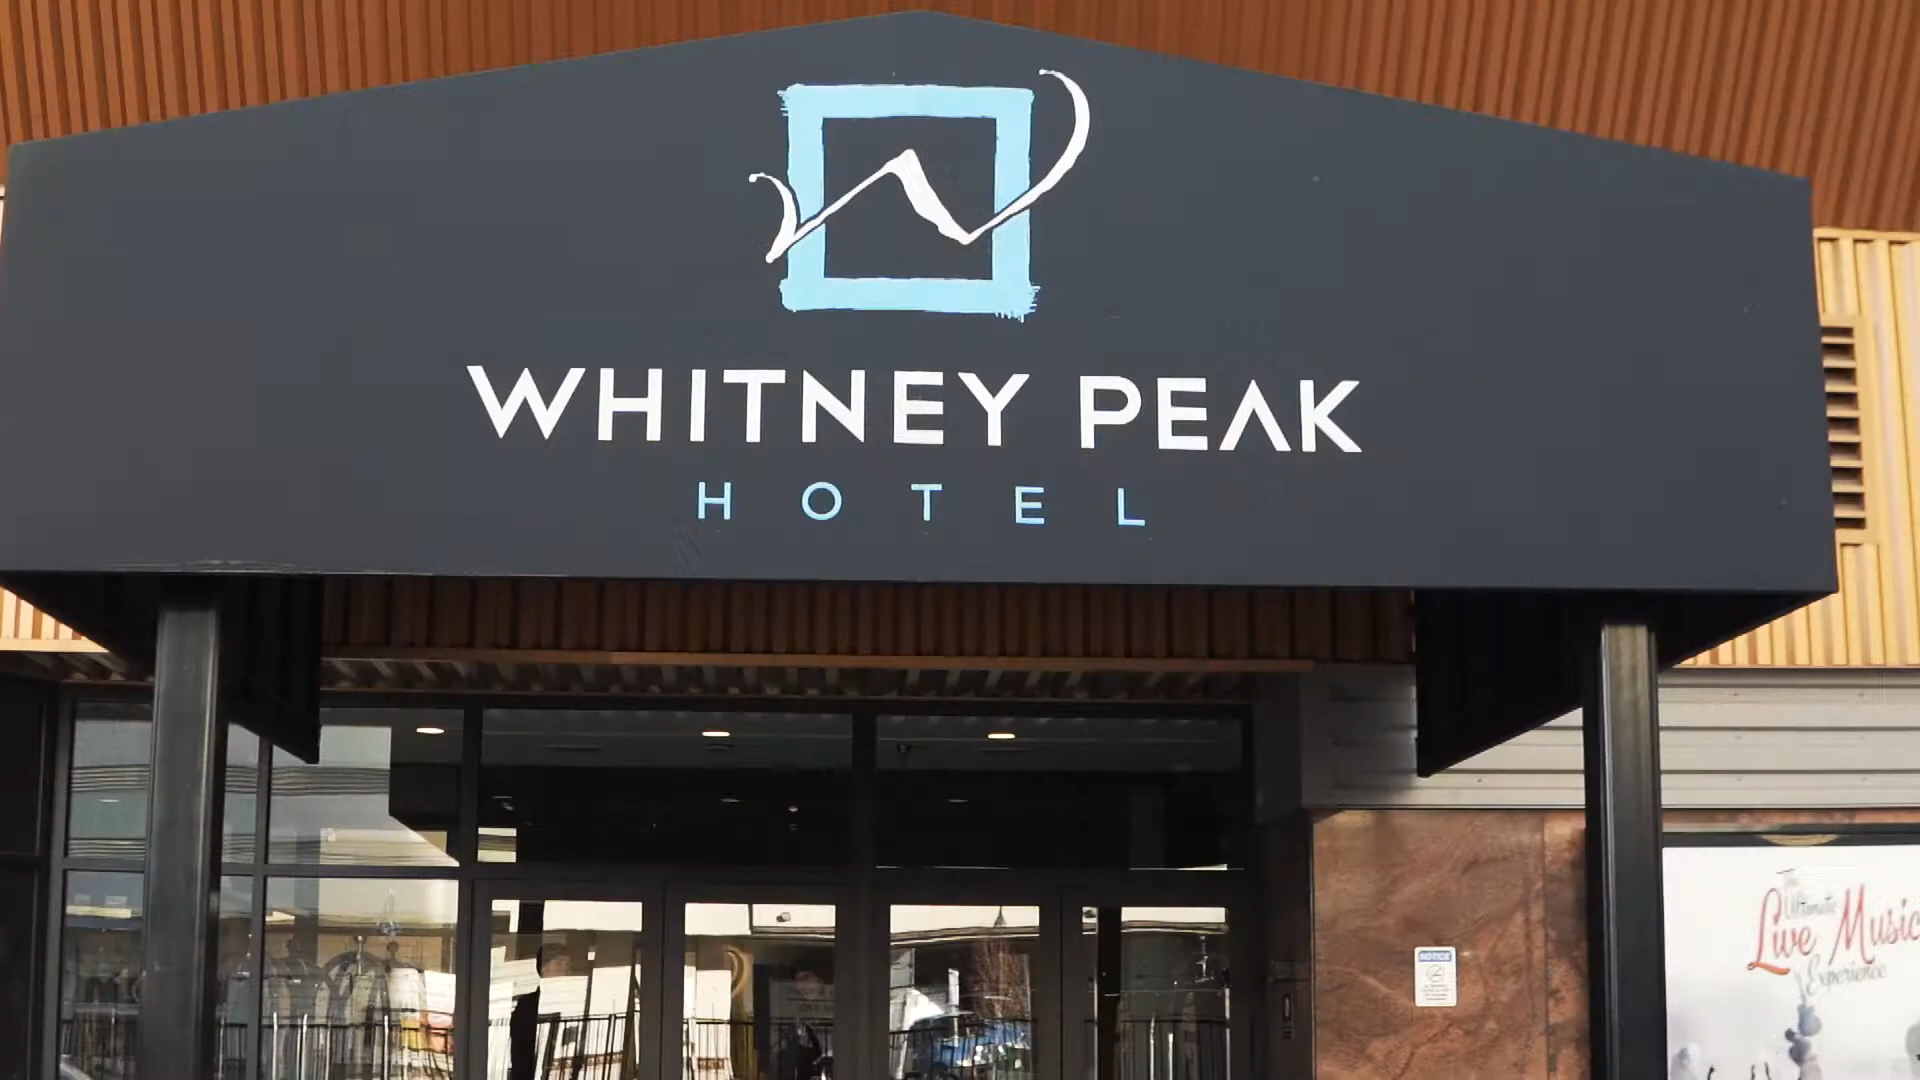 WHITNEY PEAK
HOTEL
NOTICE
The
Ultimate
Live Music
Experience